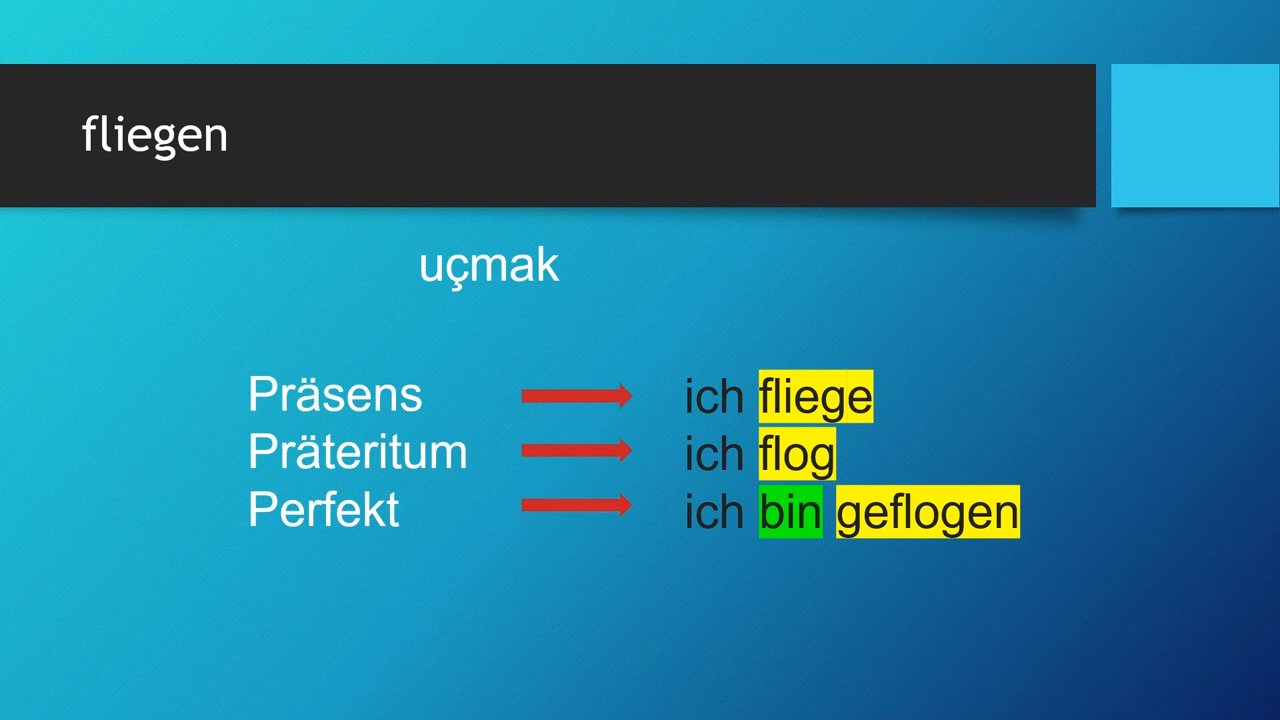 fliegen
uçmak
Präsens ich fliege
Präteritum ich flog
Perfekt ich bin geflogen